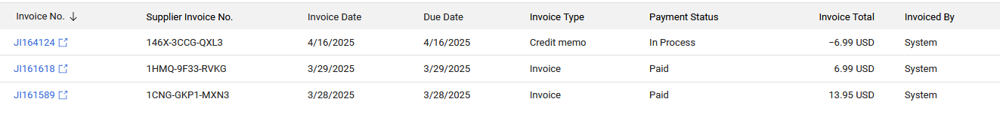 Invoice No. ↓ Supplier Invoice No. Invoice Date Due Date Invoice Type Payment Status Invoice Total Invoiced By
JI164124 146X-3CCG-QXL3 4/16/2025 4/16/2025 Credit memo In Process −6.99 USD System
JI161618 1HMQ-9F33-RVKG 3/29/2025 3/29/2025 Invoice Paid 6.99 USD System
JI161589 1CNG-GKP1-MXN3 3/28/2025 3/28/2025 Invoice Paid 13.95 USD System